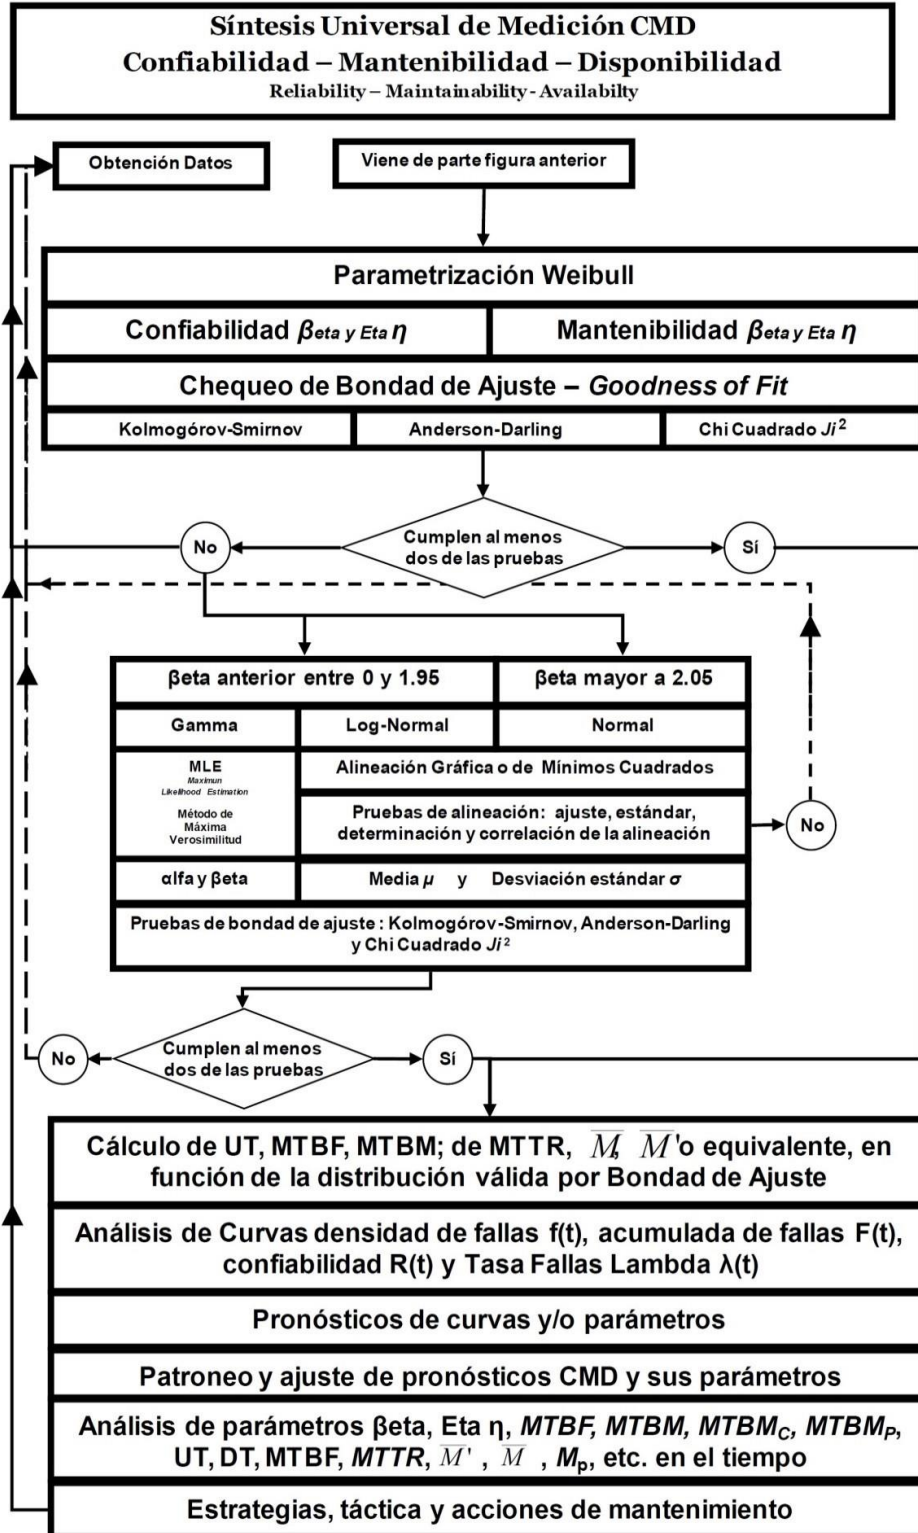 Síntesis Universal de Medición CMD
Confiabilidad – Mantenibilidad – Disponibilidad
Reliability – Maintainability - Availabilty
Obtención Datos
Viene de parte figura anterior
Parametrización Weibull
Confiabilidad βeta y Eta η
Mantenibilidad βeta y Eta η
Chequeo de Bondad de Ajuste – Goodness of Fit
Kolmogórov-Smirnov
Anderson-Darling
Chi Cuadrado Ji²
Cumplen al menos
dos de las pruebas
No
Sí
βeta anterior entre 0 y 1.95
βeta mayor a 2.05
Gamma
Log-Normal
Normal
MLE
Maximun
Likelihood Estimation
Método de
Máxima
Verosimilitud
Alineación Gráfica o de Mínimos Cuadrados
Pruebas de alineación: ajuste, estándar,
determinación y correlación de la alineación
No
αlfa y βeta
Media μ y Desviación estándar σ
Pruebas de bondad de ajuste : Kolmogórov-Smirnov, Anderson-Darling
y Chi Cuadrado Ji²
No
Cumplen al menos
dos de las pruebas
Sí
Cálculo de UT, MTBF, MTBM; de MTTR, M̅, M̅'o equivalente, en
función de la distribución válida por Bondad de Ajuste
Análisis de Curvas densidad de fallas f(t), acumulada de fallas F(t),
confiabilidad R(t) y Tasa Fallas Lambda λ(t)
Pronósticos de curvas y/o parámetros
Patroneo y ajuste de pronósticos CMD y sus parámetros
Análisis de parámetros βeta, Eta η, MTBF, MTBM, MTBM_C, MTBM_P,
UT, DT, MTBF, MTTR, M̅' , M̅ , M_p, etc. en el tiempo
Estrategias, táctica y acciones de mantenimiento